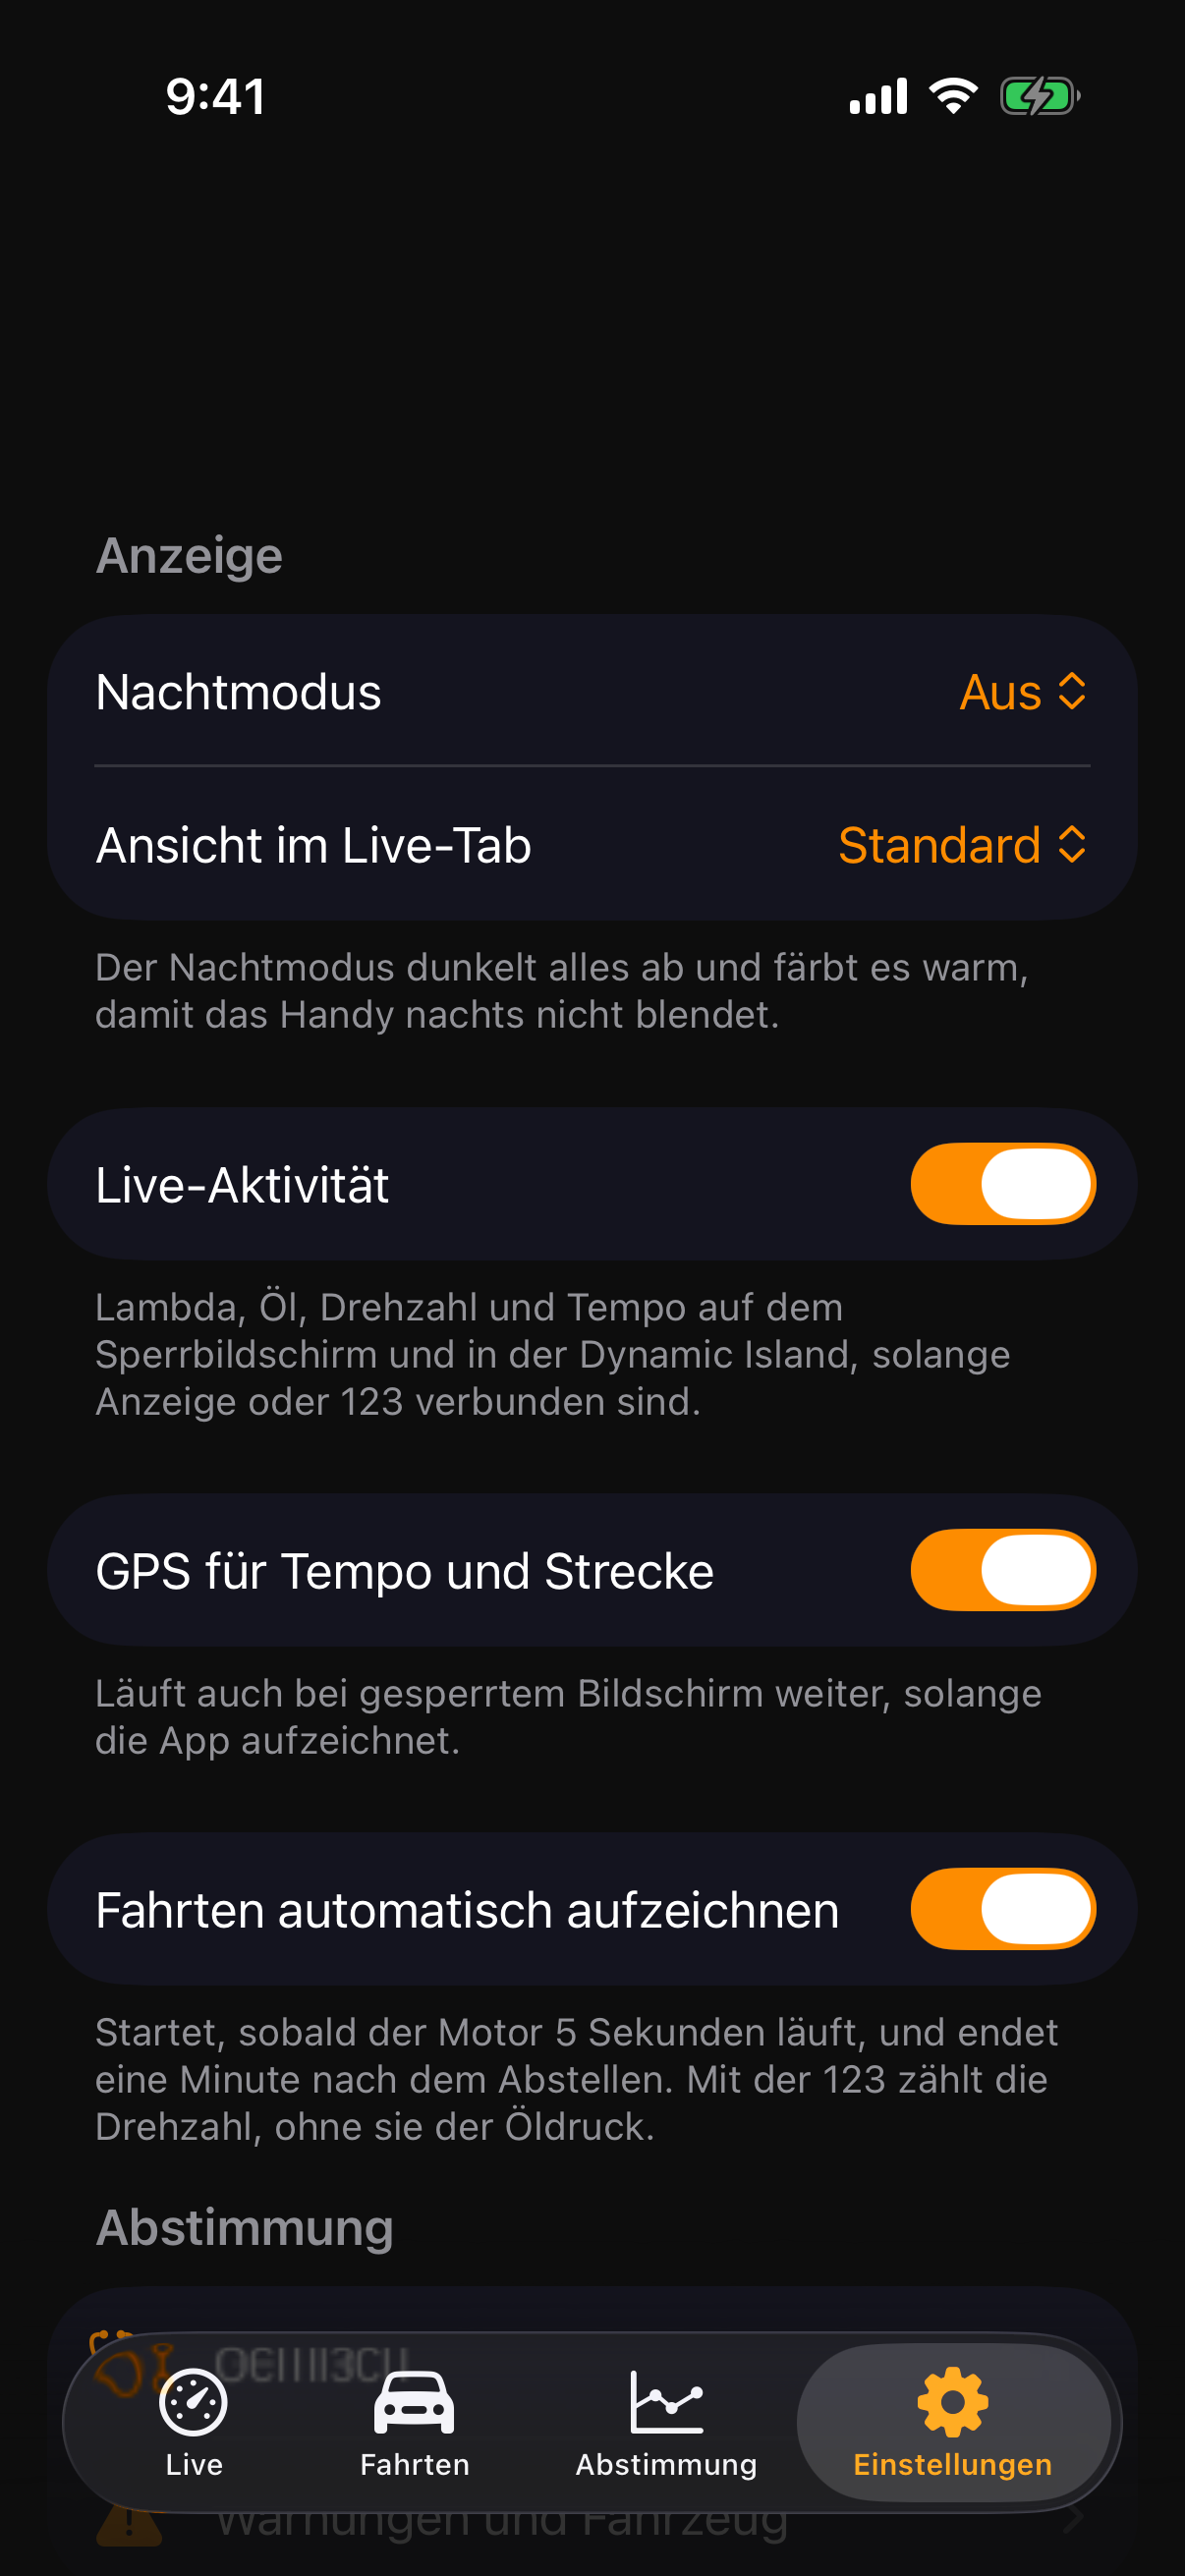 9:41
Anzeige
Nachtmodus
Aus
Ansicht im Live-Tab
Standard
Der Nachtmodus dunkelt alles ab und färbt es warm,
damit das Handy nachts nicht blendet.
Live-Aktivität
Lambda, Öl, Drehzahl und Tempo auf dem
Sperrbildschirm und in der Dynamic Island, solange
Anzeige oder 123 verbunden sind.
GPS für Tempo und Strecke
Läuft auch bei gesperrtem Bildschirm weiter, solange
die App aufzeichnet.
Fahrten automatisch aufzeichnen
Startet, sobald der Motor 5 Sekunden läuft, und endet
eine Minute nach dem Abstellen. Mit der 123 zählt die
Drehzahl, ohne sie der Öldruck.
Abstimmung
Live
Fahrten
Abstimmung
Einstellungen
Warnungen und Fahrzeug